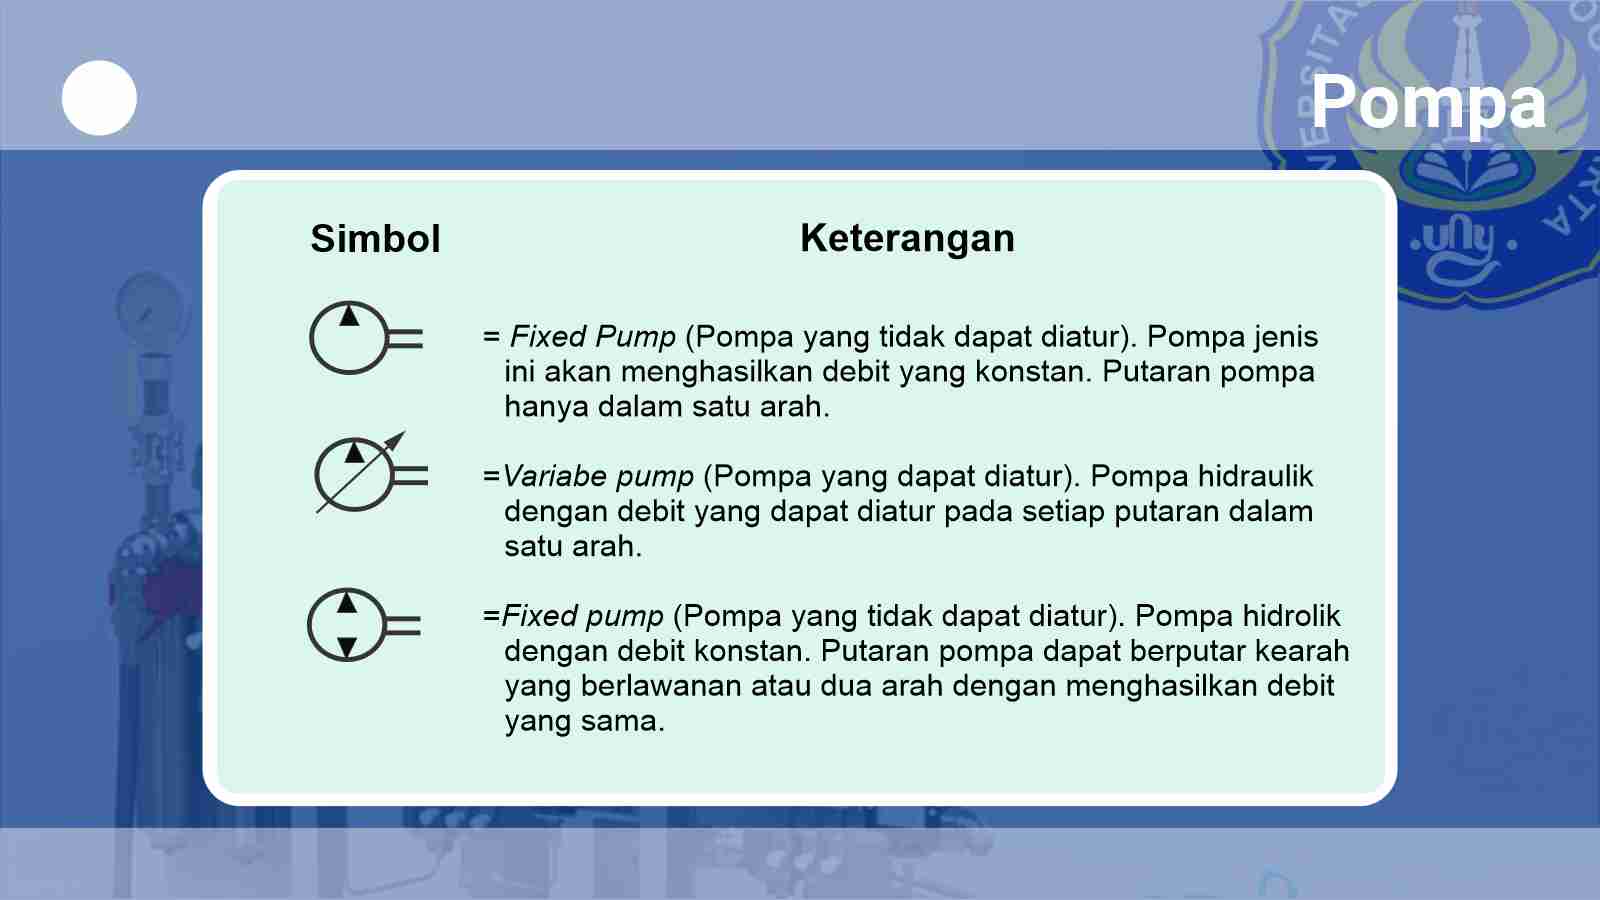 Pompa
Simbol
Keterangan
= Fixed Pump (Pompa yang tidak dapat diatur). Pompa jenis
ini akan menghasilkan debit yang konstan. Putaran pompa
hanya dalam satu arah.
=Variabe pump (Pompa yang dapat diatur). Pompa hidraulik
dengan debit yang dapat diatur pada setiap putaran dalam
satu arah.
=Fixed pump (Pompa yang tidak dapat diatur). Pompa hidrolik
dengan debit konstan. Putaran pompa dapat berputar kearah
yang berlawanan atau dua arah dengan menghasilkan debit
yang sama.
uny